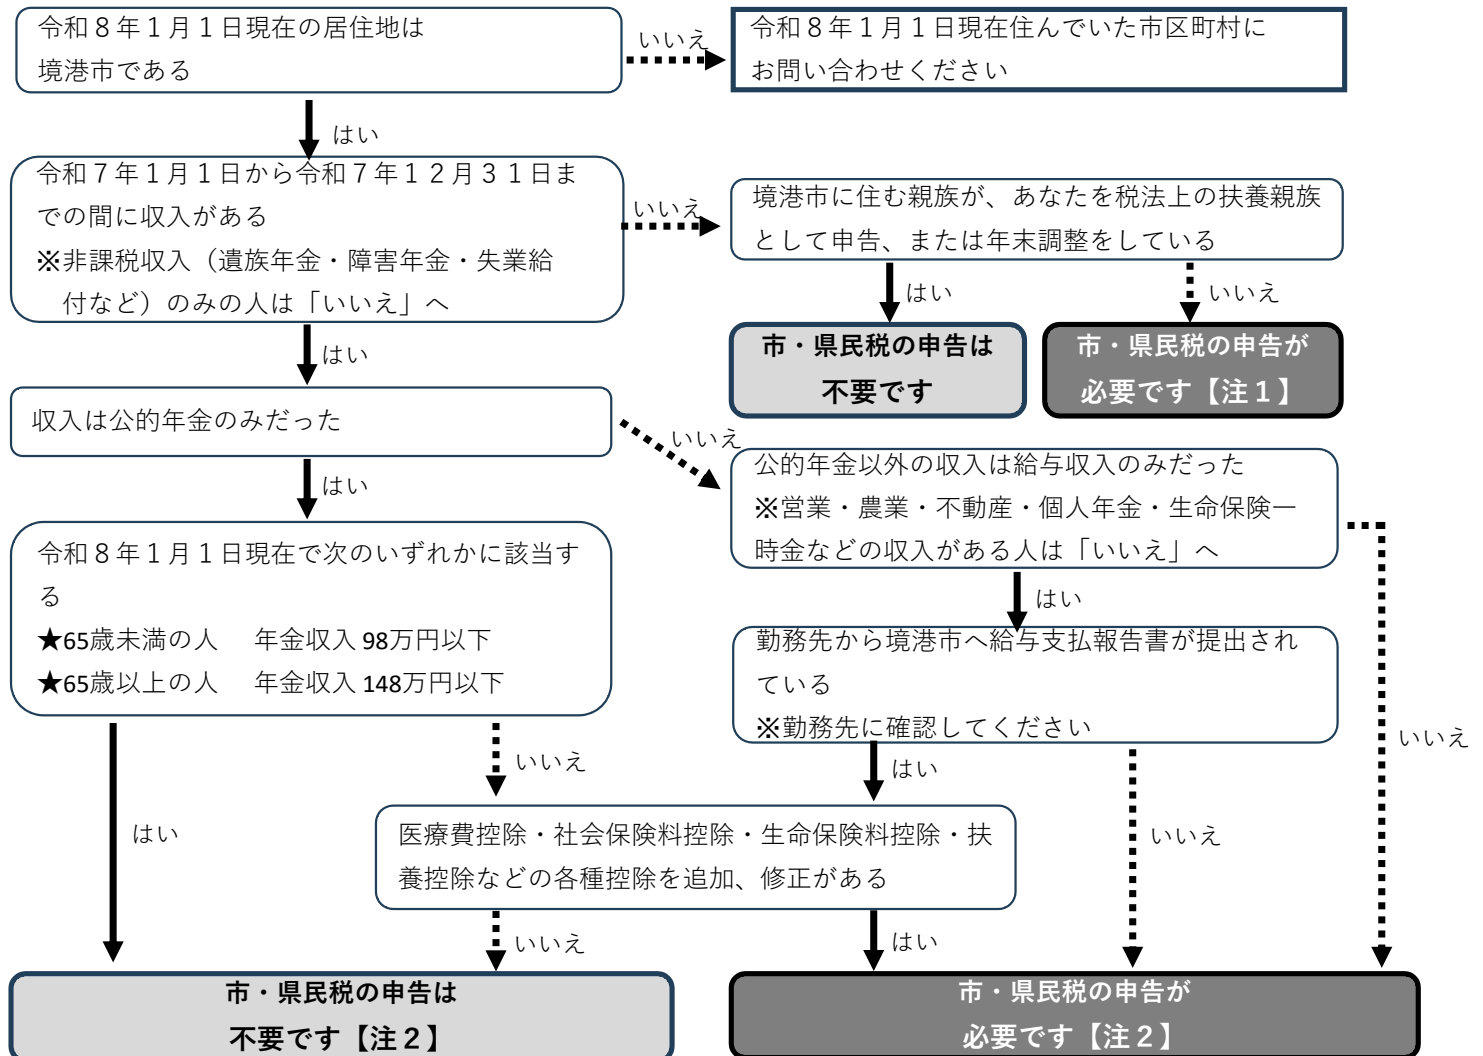 令和８年１月１日現在の居住地は
境港市である
いいえ
令和８年１月１日現在住んでいた市区町村に
お問い合わせください
はい
令和７年１月１日から令和７年１２月３１日ま
での間に収入がある
※非課税収入（遺族年金・障害年金・失業給
付など）のみの人は「いいえ」へ
いいえ
境港市に住む親族が、あなたを税法上の扶養親族
として申告、または年末調整をしている
はい
いいえ
市・県民税の申告は
不要です
市・県民税の申告が
必要です【注１】
はい
収入は公的年金のみだった
いいえ
公的年金以外の収入は給与収入のみだった
※営業・農業・不動産・個人年金・生命保険一
時金などの収入がある人は「いいえ」へ
はい
令和８年１月１日現在で次のいずれかに該当す
る
★65歳未満の人　年金収入 98万円以下
★65歳以上の人　年金収入 148万円以下
はい
勤務先から境港市へ給与支払報告書が提出され
ている
※勤務先に確認してください
いいえ
いいえ
はい
はい
医療費控除・社会保険料控除・生命保険料控除・扶
養控除などの各種控除を追加、修正がある
いいえ
いいえ
はい
市・県民税の申告は
不要です【注２】
市・県民税の申告が
必要です【注２】